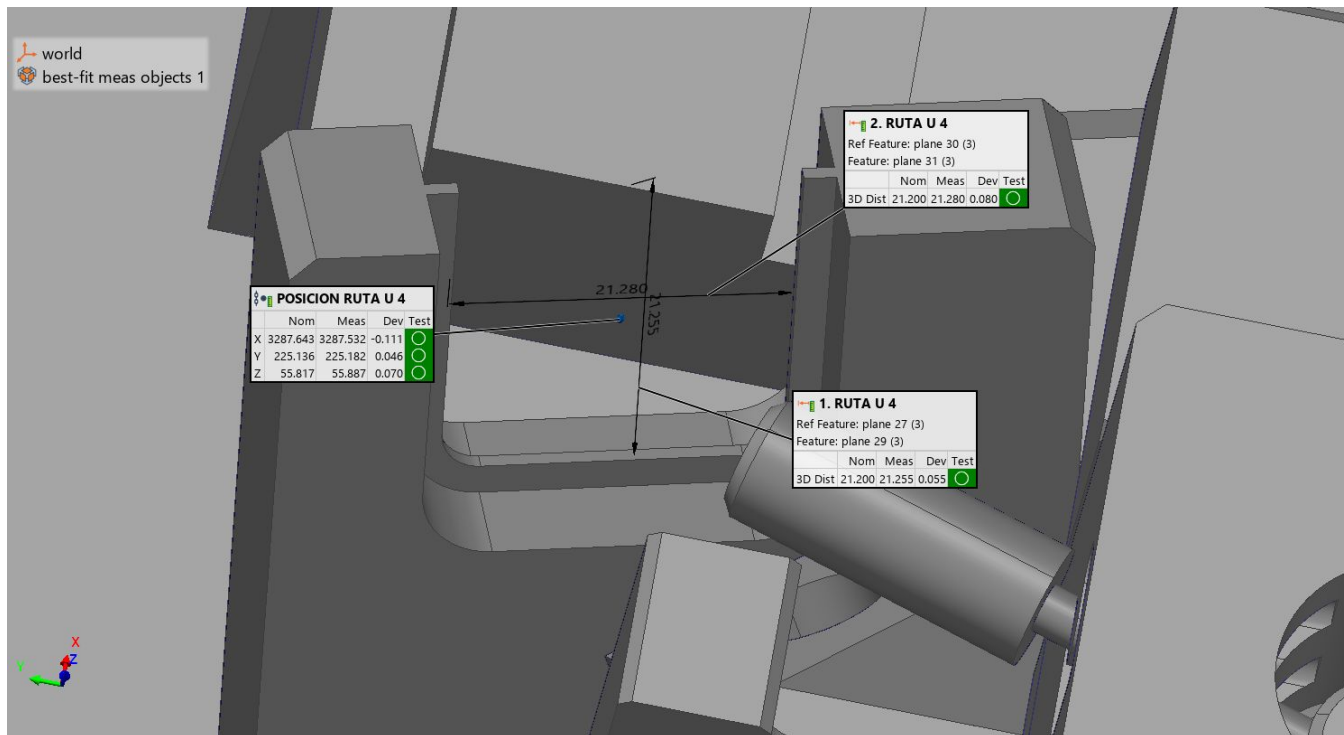 world
best-fit meas objects 1
2. RUTA U 4
Ref Feature: plane 30 (3)
Feature: plane 31 (3)
Nom Meas Dev Test
3D Dist 21.200 21.280 0.080
21.280
21.255
POSICION RUTA U 4
Nom Meas Dev Test
X 3287.643 3287.532 -0.111
Y 225.136 225.182 0.046
Z 55.817 55.887 0.070
1. RUTA U 4
Ref Feature: plane 27 (3)
Feature: plane 29 (3)
Nom Meas Dev Test
3D Dist 21.200 21.255 0.055
X
Y
Z